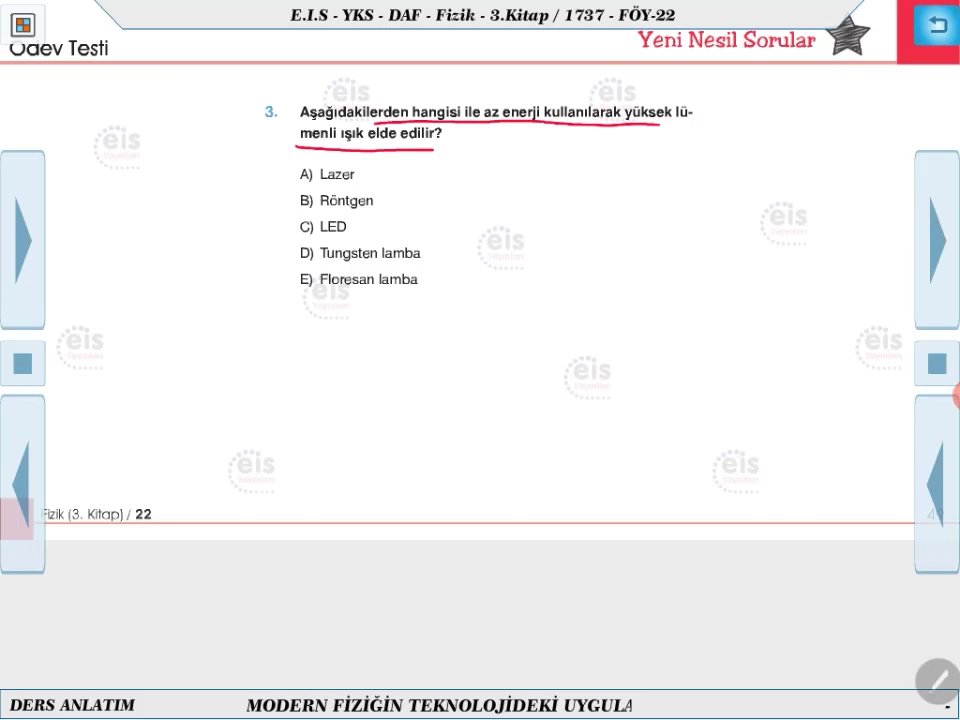 E.I.S - YKS - DAF - Fizik - 3.Kitap / 1737 - FÖY-22
Ödev Testi
Yeni Nesil Sorular
3. Aşağıdakilerden hangisi ile az enerji kullanılarak yüksek lü-
menli ışık elde edilir?
A) Lazer
B) Röntgen
C) LED
D) Tungsten lamba
E) Floresan lamba
eis
Yayınları
Fizik (3. Kitap) / 22
DERS ANLATIM
MODERN FİZİĞİN TEKNOLOJİDEKİ UYGULA
-